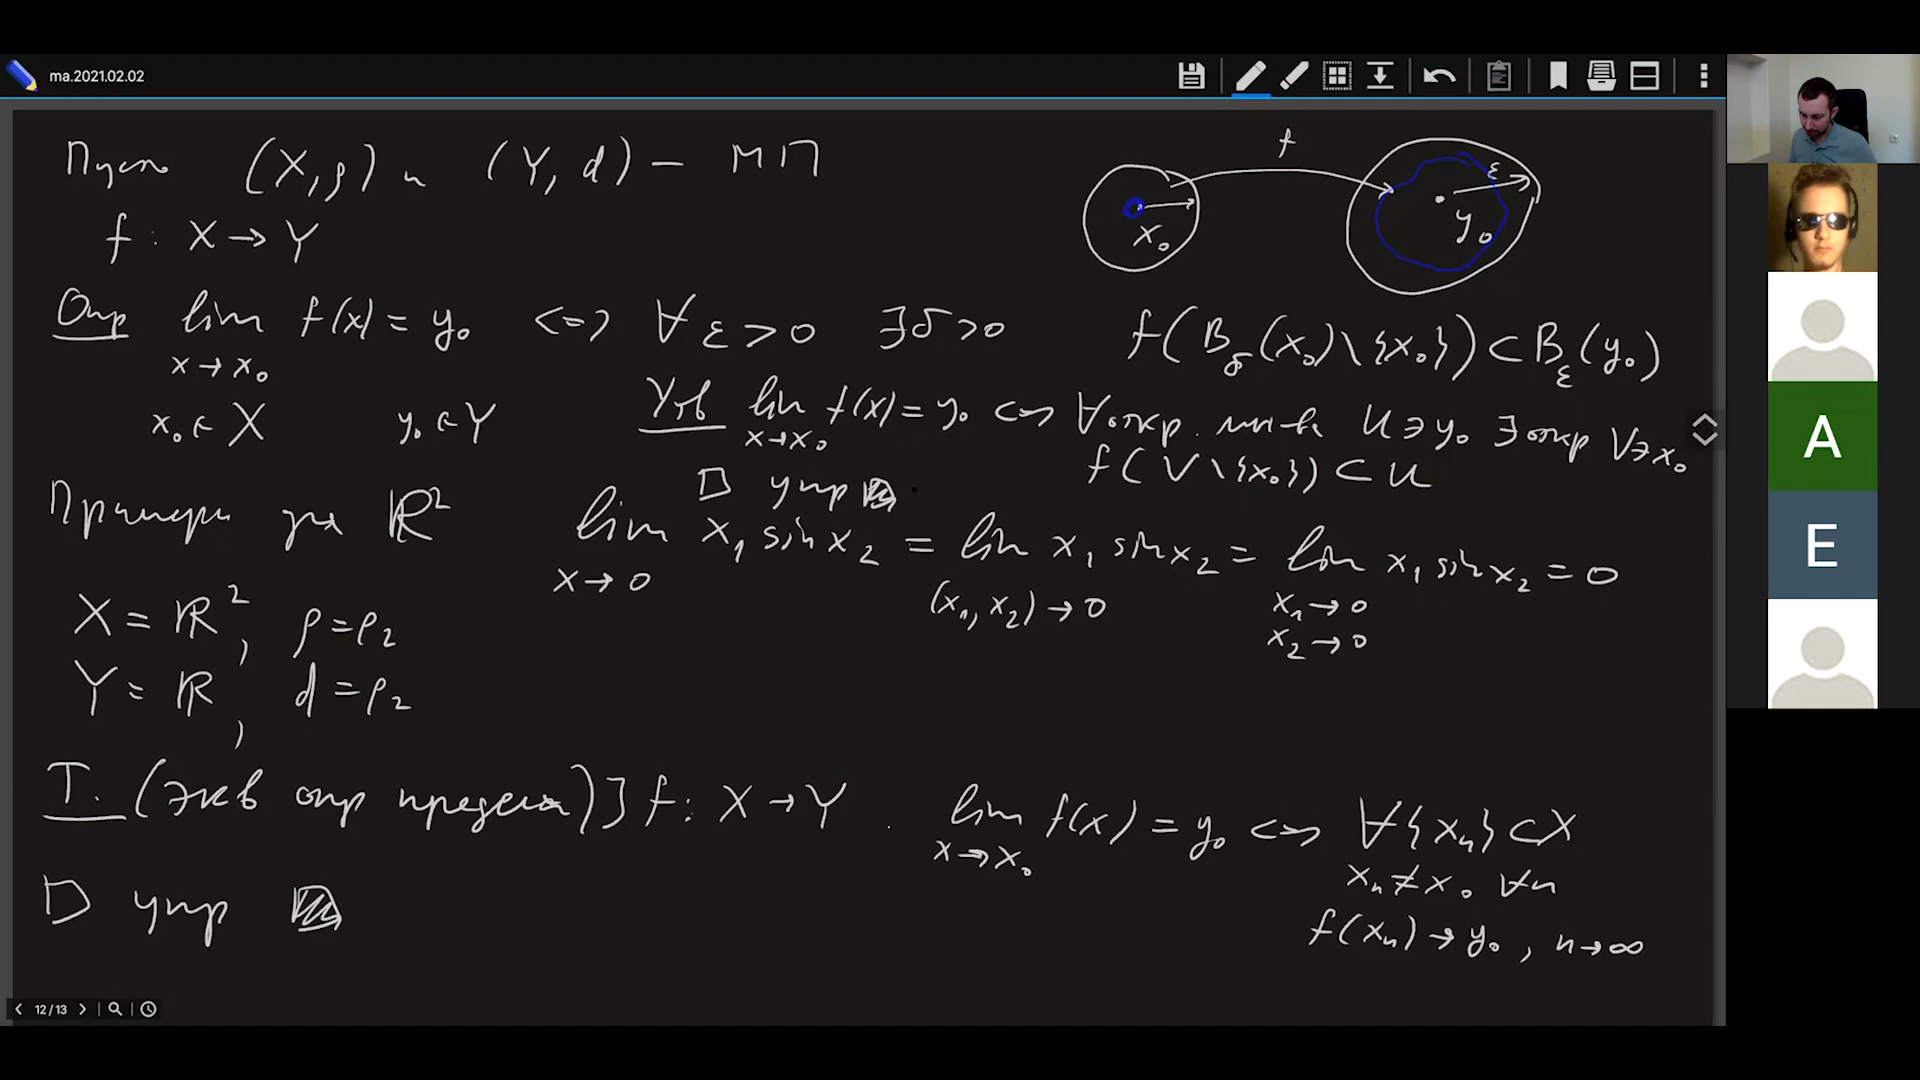 ma.2021.02.02
Пусть (X, ρ) и (Y, d) — МП
f : X → Y
f
x₀
ε
y₀
Опр lim f(x) = y₀ <=> ∀ ε > 0 ∃ δ > 0 f(B_δ(x₀) \ {x₀}) ⊂ B_ε(y₀)
x → x₀
x₀ ∈ X y₀ ∈ Y
Утв lim f(x) = y₀ <=> ∀ откр. мн-ва U ∋ y₀ ∃ откр V ∋ x₀
x → x₀
f(V \ {x₀}) ⊂ U
▷ упр
Примеры для ℝ²
lim x₁ sin x₂ = lim x₁ sin x₂ = lim x₁ sin x₂ = 0
x → 0 (x₁, x₂) → 0 x₁ → 0
x₂ → 0
X = ℝ², ρ = ρ₂
Y = ℝ, d = ρ₂
Т. (экв опр предела) ] f : X → Y. lim f(x) = y₀ <=> ∀ {xₙ} ⊂ X
x → x₀
xₙ ≠ x₀ ∀n
f(xₙ) → y₀, n → ∞
▷ упр
A
E
12/13